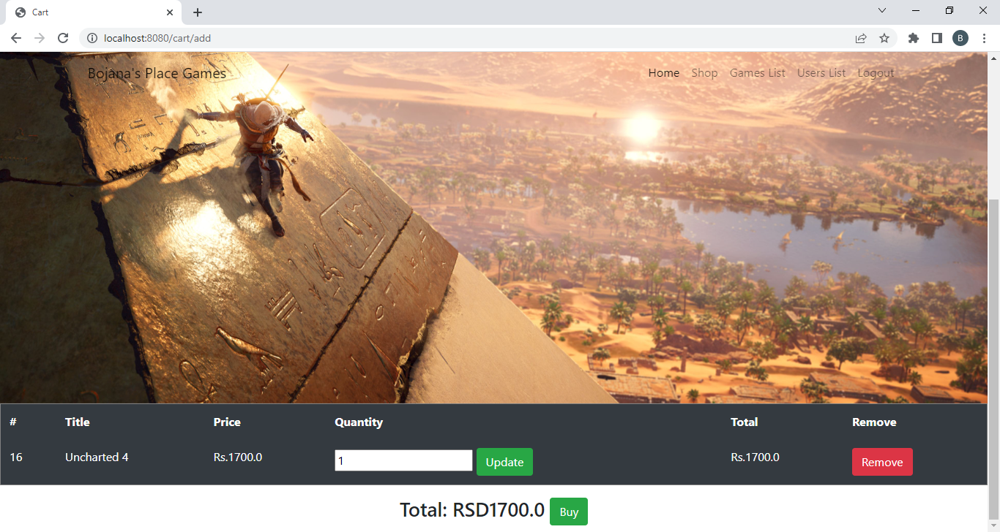 Cart
localhost:8080/cart/add
B
Bojana's Place Games
Home Shop Games List Users List Logout
# Title Price Quantity Total Remove
16 Uncharted 4 Rs.1700.0 1 Update Rs.1700.0 Remove
Total: RSD1700.0 Buy